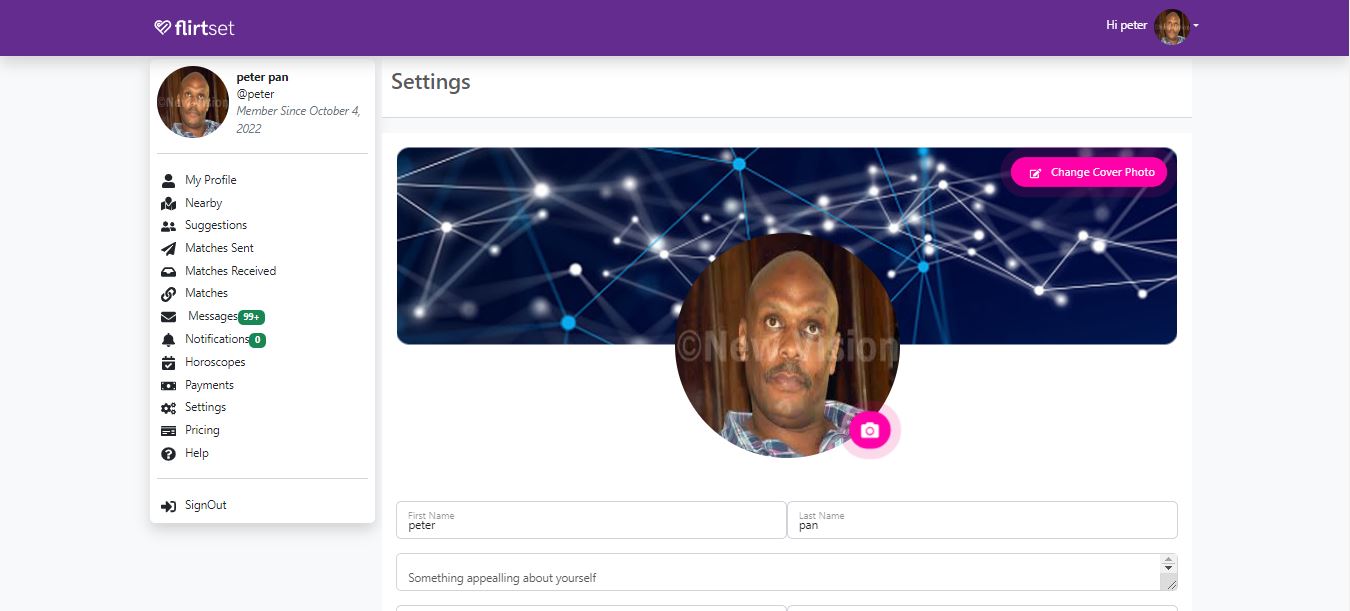 flirtset
Hi peter
peter pan
@peter
Member Since October 4,
2022
My Profile
Nearby
Suggestions
Matches Sent
Matches Received
Matches
Messages 99+
Notifications 0
Horoscopes
Payments
Settings
Pricing
Help
SignOut
Settings
Change Cover Photo
©New Vision
First Name
peter
Last Name
pan
Something appealling about yourself